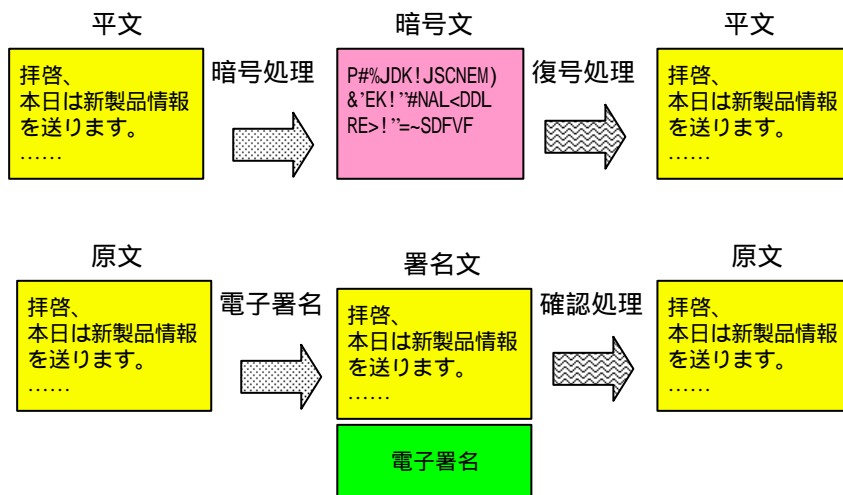 平文
暗号文
平文
拝啓、
本日は新製品情報
を送ります。
……
暗号処理
P#%JDK!JSCNEM)
&’EK!”#NAL<DDL
RE>!”=~SDFVF
復号処理
拝啓、
本日は新製品情報
を送ります。
……
原文
署名文
原文
拝啓、
本日は新製品情報
を送ります。
……
電子署名
拝啓、
本日は新製品情報
を送ります。
……
確認処理
拝啓、
本日は新製品情報
を送ります。
……
電子署名